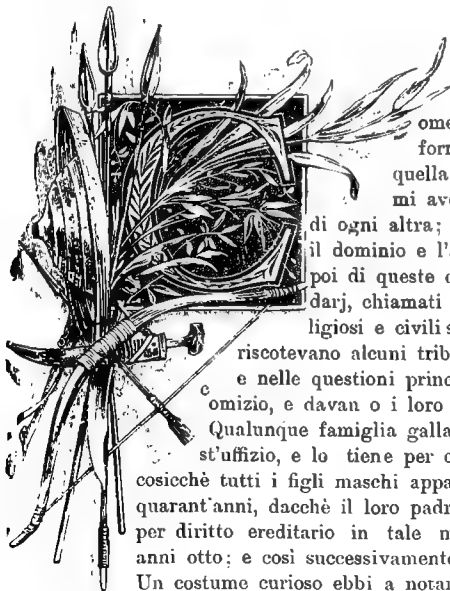 Come
form
quella
mi ave
di ogni altra;
il dominio e l'a
poi di queste c
darj, chiamati
ligiosi e civili s
riscotevano alcuni trib
e nelle questioni princ
comizio, e davan o i loro
Qualunque famiglia galla
st'uffizio, e lo tiene per o
cosicchè tutti i figli maschi appa
quarant'anni, dacchè il loro padr
per diritto ereditario in tale m
anni otto; e così successivamente
Un costume curioso ebbi a notar